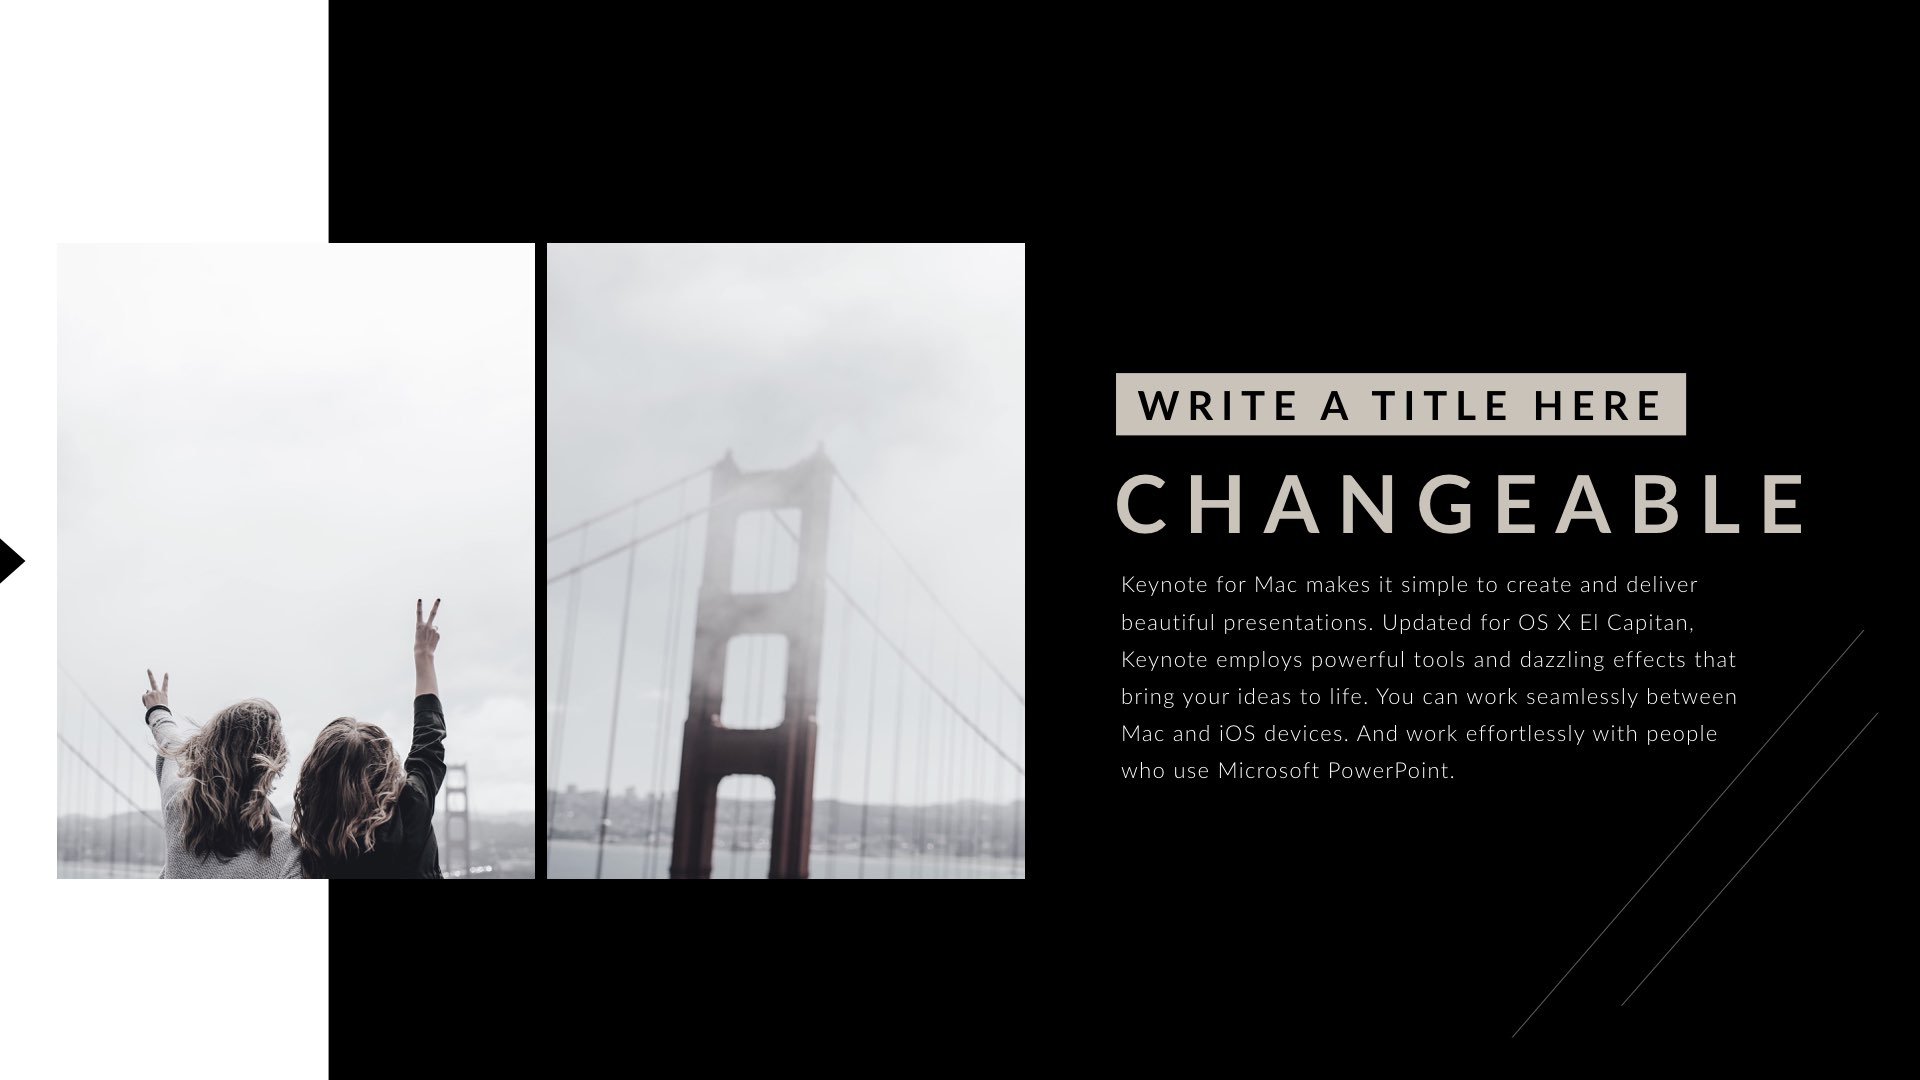 WRITE A TITLE HERE
CHANGEABLE
Keynote for Mac makes it simple to create and deliver
beautiful presentations. Updated for OS X El Capitan,
Keynote employs powerful tools and dazzling effects that
bring your ideas to life. You can work seamlessly between
Mac and iOS devices. And work effortlessly with people
who use Microsoft PowerPoint.